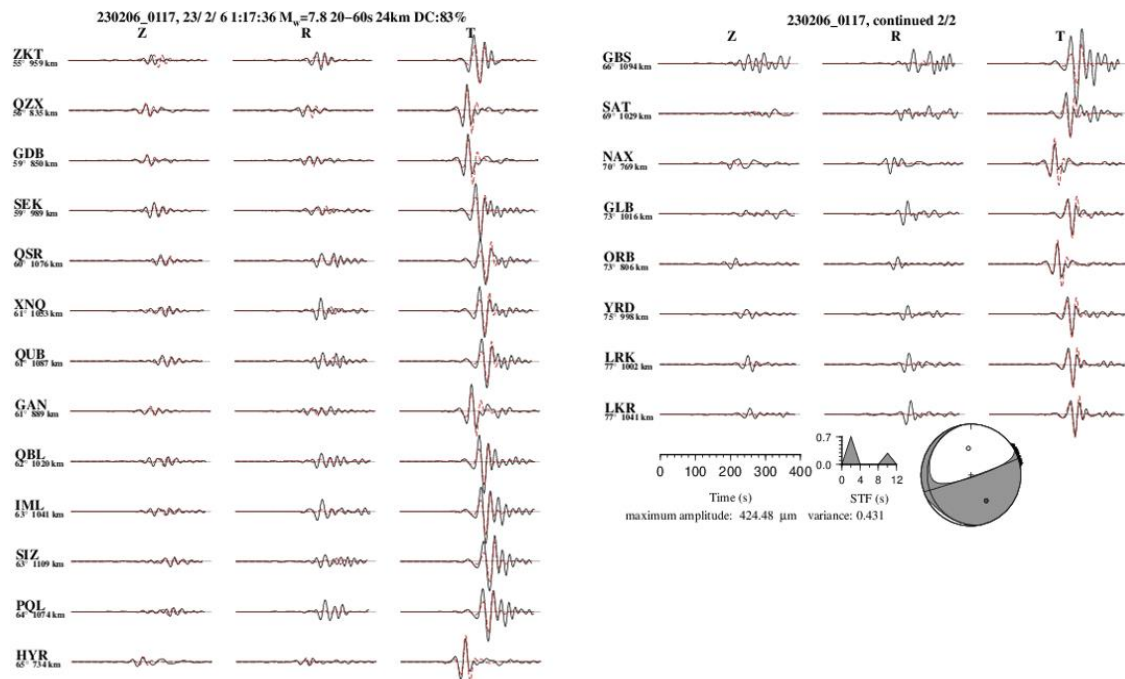 230206_0117, 23/ 2/ 6 1:17:36 Mw=7.8 20-60s 24km DC:83%
Z R T
ZKT
55° 959 km
QZX
56° 835 km
GDB
59° 850 km
SEK
59° 989 km
QSR
60° 1076 km
XNQ
61° 1053 km
QUB
61° 1087 km
GAN
61° 889 km
QBL
62° 1020 km
IML
63° 1041 km
SIZ
63° 1109 km
PQL
64° 1074 km
HYR
65° 734 km
230206_0117, continued 2/2
Z R T
GBS
66° 1094 km
SAT
69° 1029 km
NAX
70° 769 km
GLB
73° 1016 km
ORB
73° 806 km
YRD
75° 998 km
LRK
77° 1002 km
LKR
77° 1041 km
0 100 200 300 400
Time (s)
0.7
0.0
0 4 8 12
STF (s)
maximum amplitude: 424.48 μm variance: 0.431